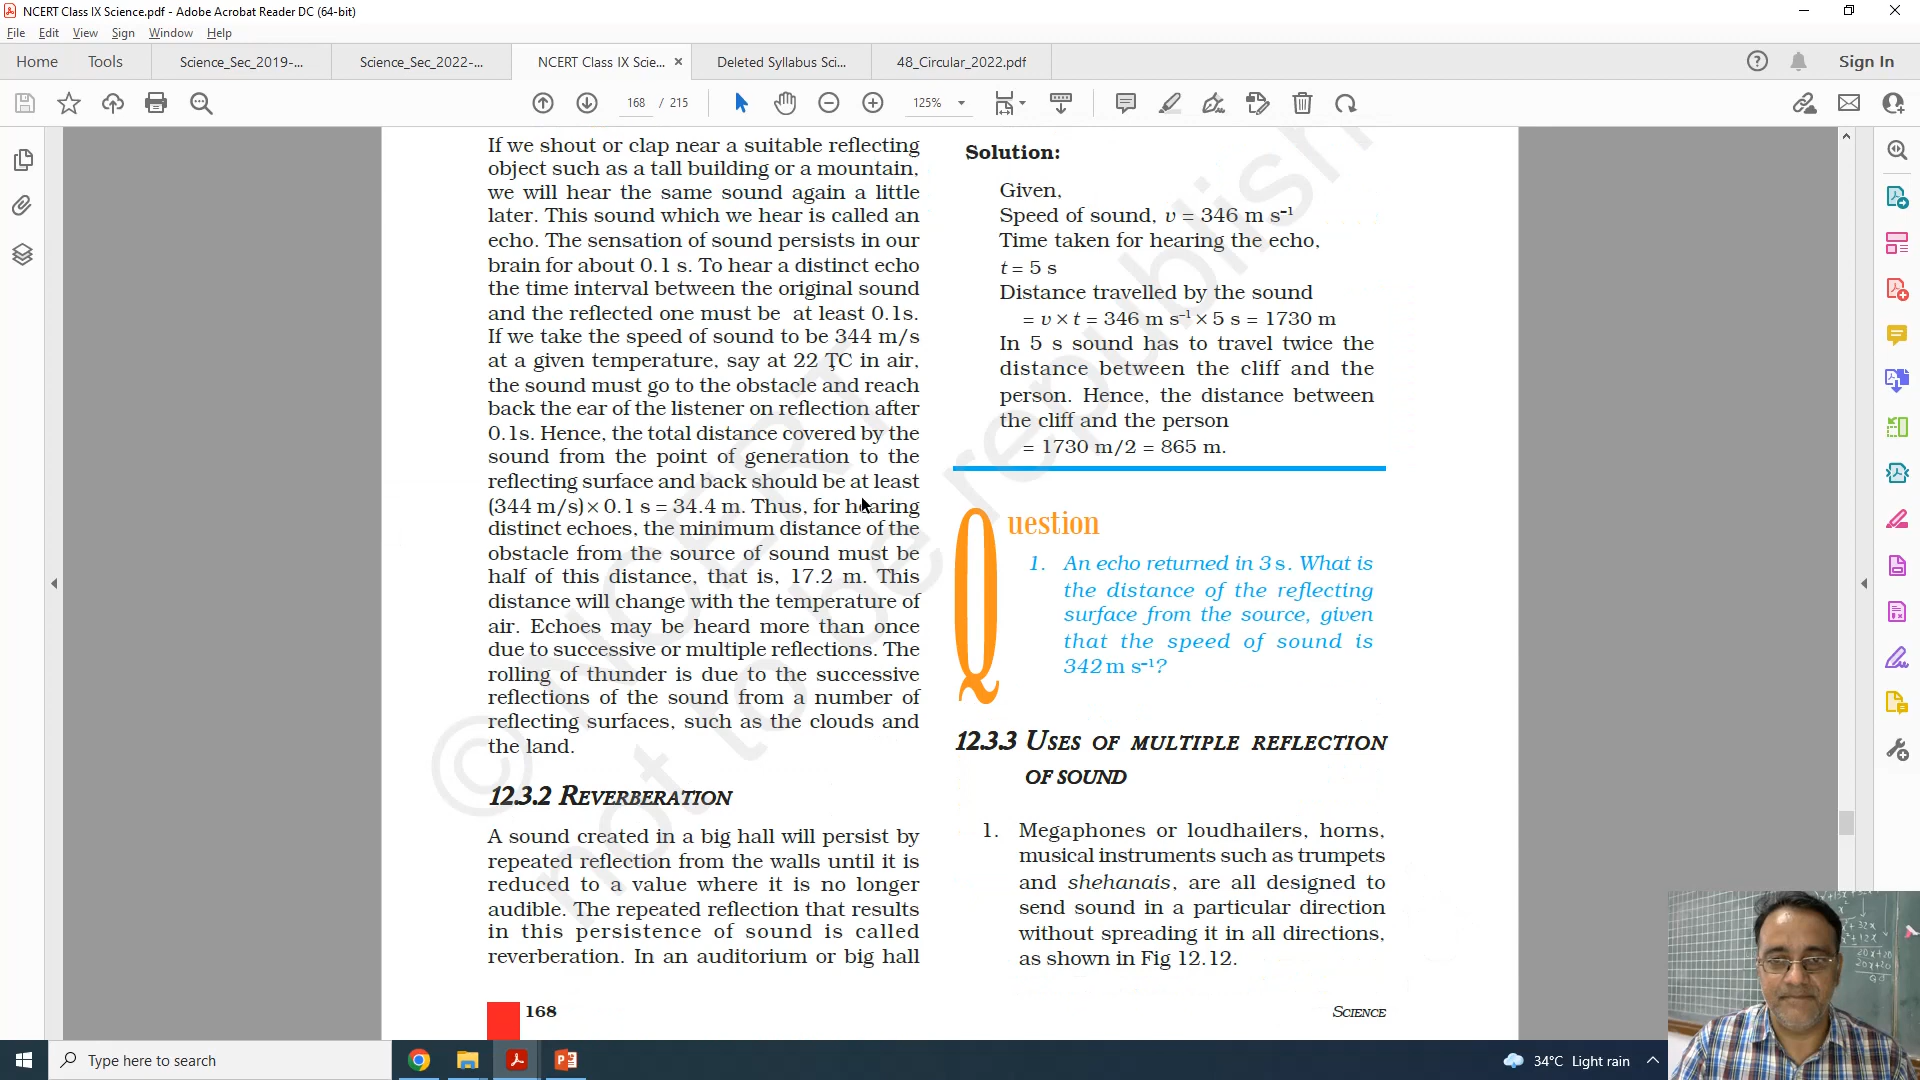 NCERT Class IX Science.pdf - Adobe Acrobat Reader DC (64-bit)
File Edit View Sign Window Help
Home Tools Science_Sec_2019-... Science_Sec_2022-... NCERT Class IX Scie... × Deleted Syllabus Sci... 48_Circular_2022.pdf Sign In
168 / 215 125%
If we shout or clap near a suitable reflecting
object such as a tall building or a mountain,
we will hear the same sound again a little
later. This sound which we hear is called an
echo. The sensation of sound persists in our
brain for about 0.1 s. To hear a distinct echo
the time interval between the original sound
and the reflected one must be at least 0.1s.
If we take the speed of sound to be 344 m/s
at a given temperature, say at 22 ŢC in air,
the sound must go to the obstacle and reach
back the ear of the listener on reflection after
0.1s. Hence, the total distance covered by the
sound from the point of generation to the
reflecting surface and back should be at least
(344 m/s) × 0.1 s = 34.4 m. Thus, for hearing
distinct echoes, the minimum distance of the
obstacle from the source of sound must be
half of this distance, that is, 17.2 m. This
distance will change with the temperature of
air. Echoes may be heard more than once
due to successive or multiple reflections. The
rolling of thunder is due to the successive
reflections of the sound from a number of
reflecting surfaces, such as the clouds and
the land.
12.3.2 REVERBERATION
A sound created in a big hall will persist by
repeated reflection from the walls until it is
reduced to a value where it is no longer
audible. The repeated reflection that results
in this persistence of sound is called
reverberation. In an auditorium or big hall
168
Solution:
Given,
Speed of sound, v = 346 m s⁻¹
Time taken for hearing the echo,
t = 5 s
Distance travelled by the sound
= v × t = 346 m s⁻¹ × 5 s = 1730 m
In 5 s sound has to travel twice the
distance between the cliff and the
person. Hence, the distance between
the cliff and the person
= 1730 m/2 = 865 m.
Question
1. An echo returned in 3 s. What is
the distance of the reflecting
surface from the source, given
that the speed of sound is
342 m s⁻¹?
12.3.3 USES OF MULTIPLE REFLECTION
OF SOUND
1. Megaphones or loudhailers, horns,
musical instruments such as trumpets
and shehanais, are all designed to
send sound in a particular direction
without spreading it in all directions,
as shown in Fig 12.12.
SCIENCE
© NCERT
not to be republish
Type here to search
34°C Light rain